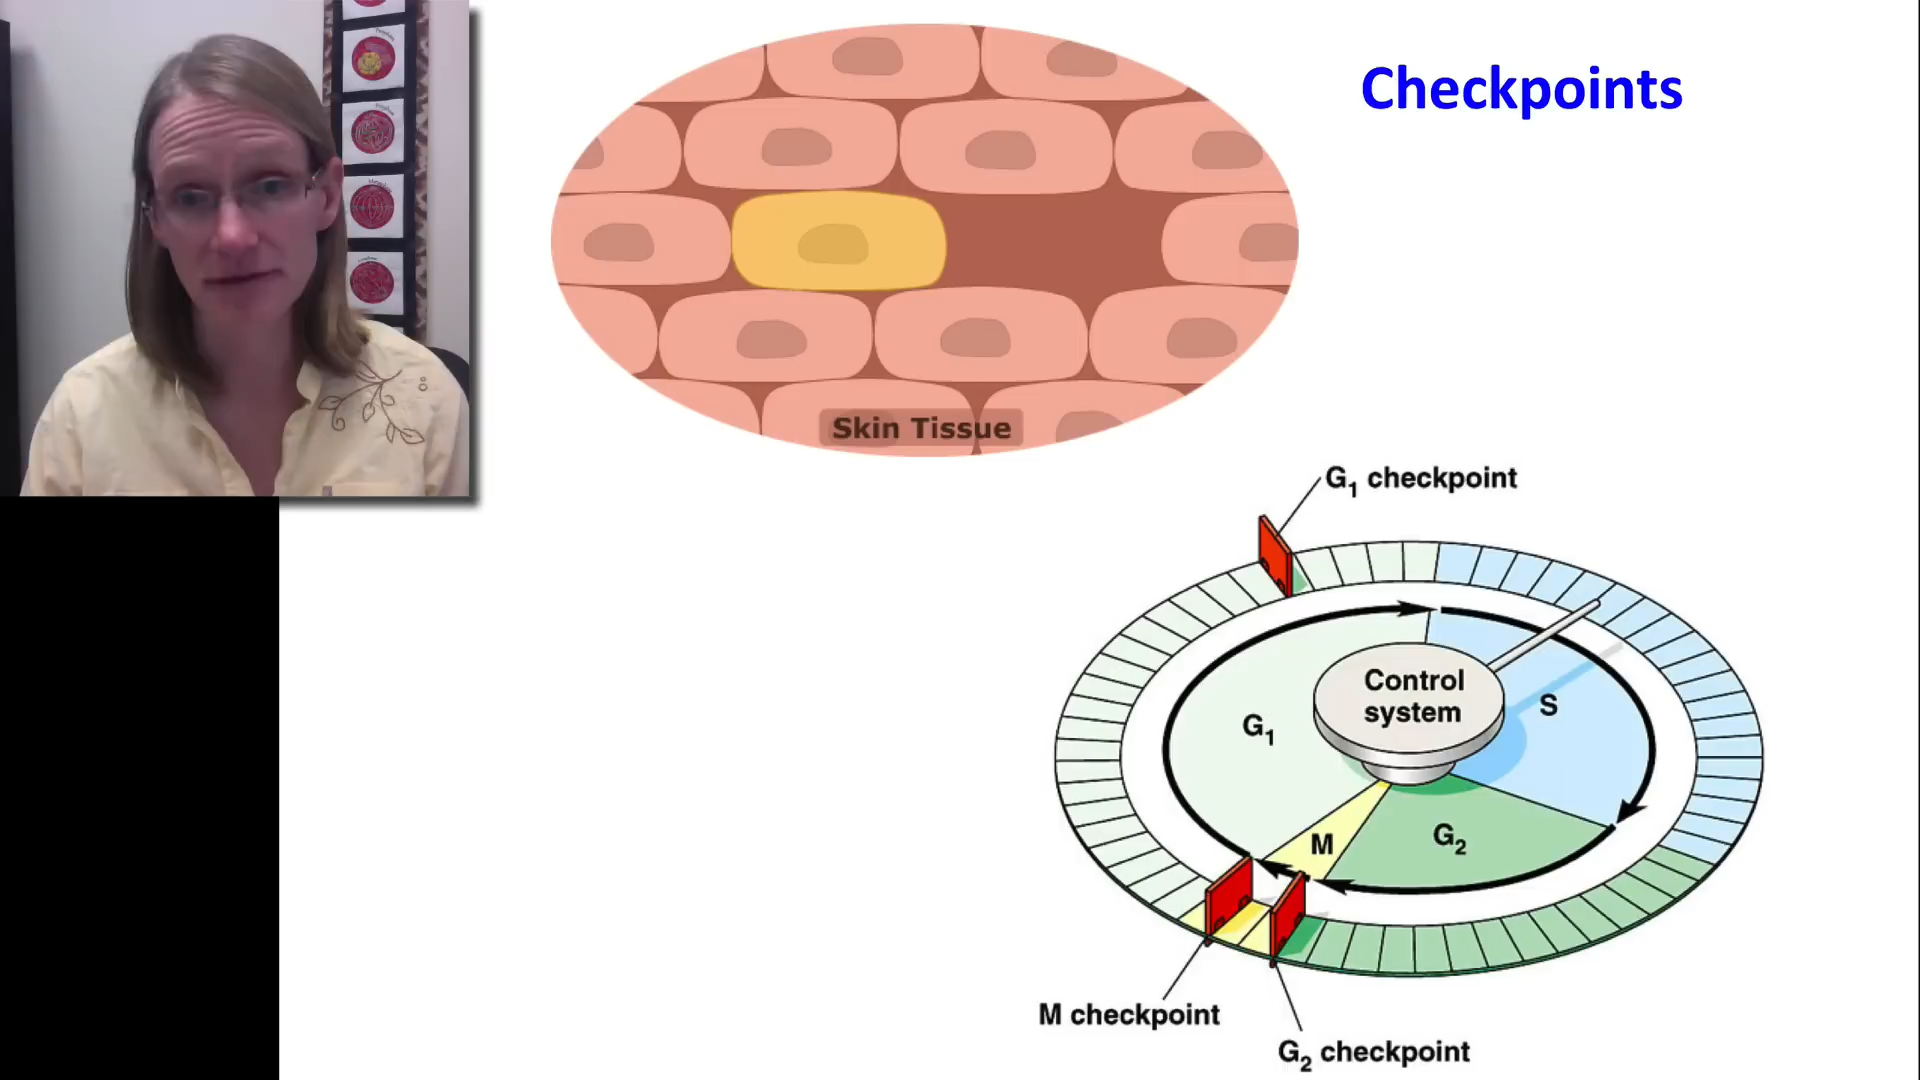 Checkpoints
Skin Tissue
G₁ checkpoint
Control
system
S
G₁
G₂
M
M checkpoint
G₂ checkpoint